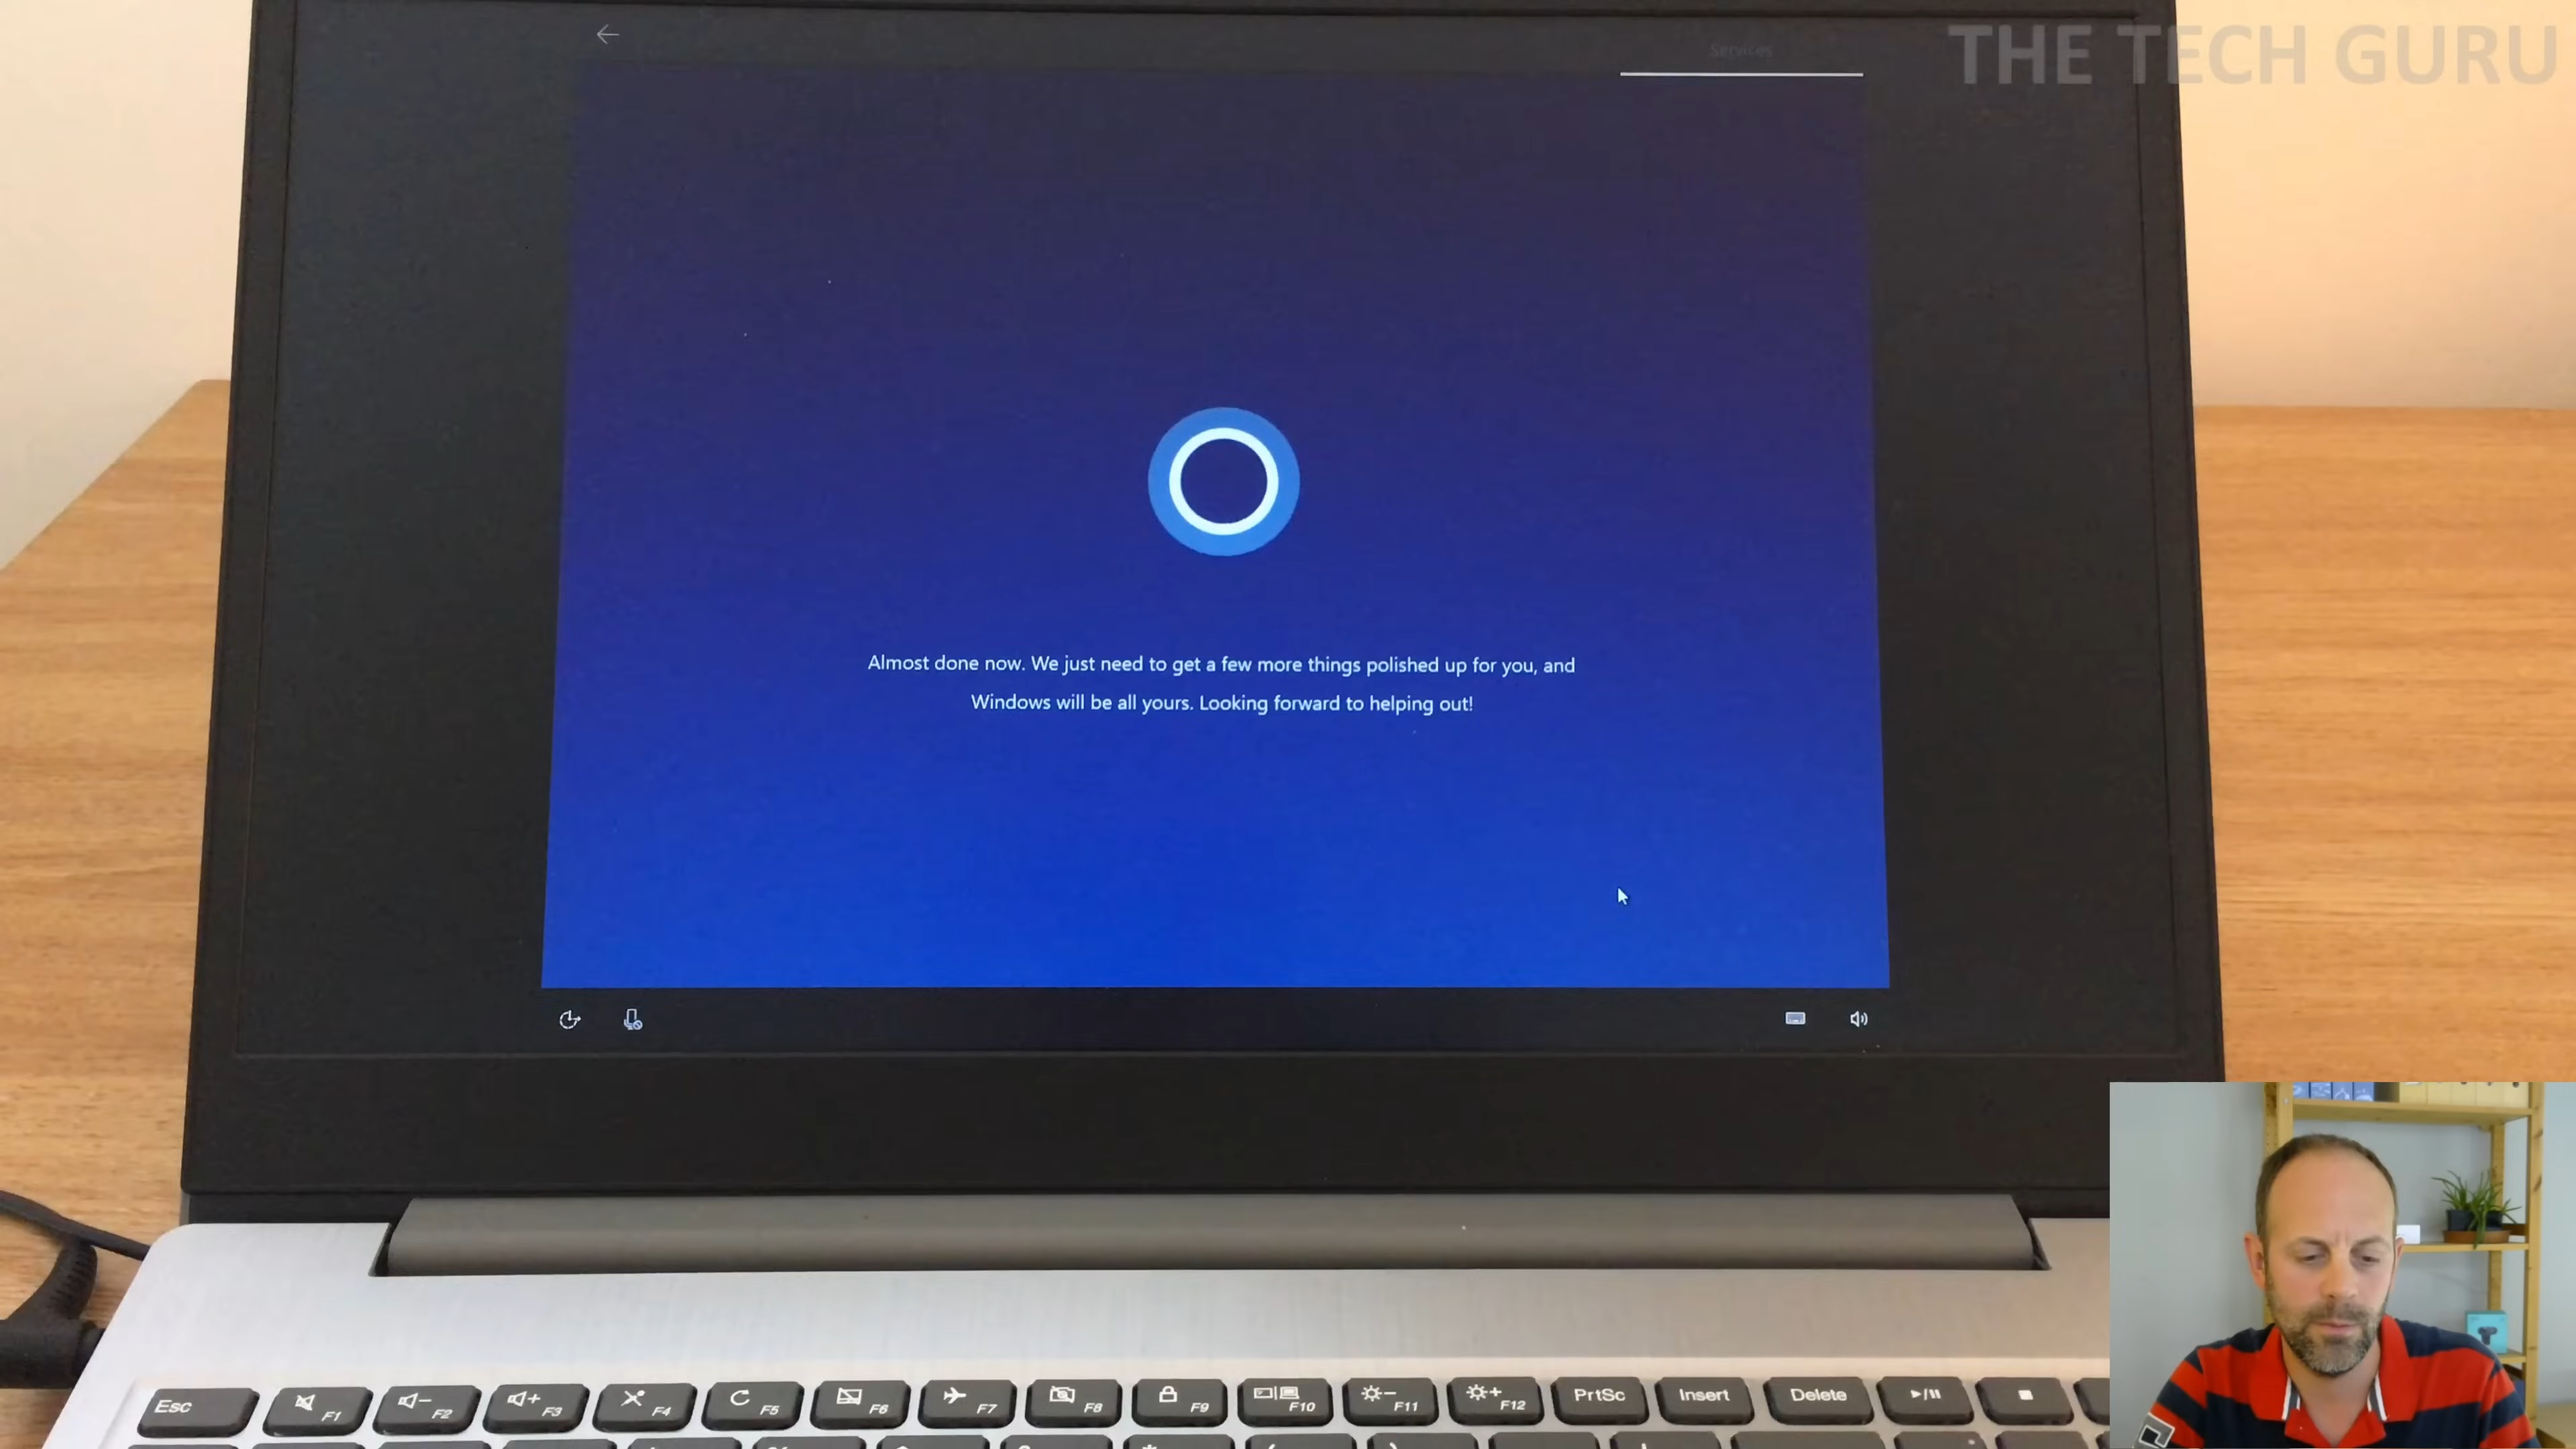 THE TECH GURU
Services
Almost done now. We just need to get a few more things polished up for you, and
Windows will be all yours. Looking forward to helping out!
Esc F1 F2 F3 F4 F5 F6 F7 F8 F9 F10 F11 F12 PrtSc Insert Delete